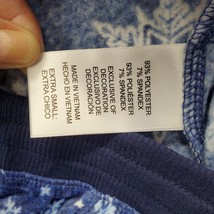 93% POLYESTER
7% SPANDEX
93% POLIESTER
7% SPANDEX
EXCLUSIVE OF
DECORATION
EXCLUSIVO DE
DECORACIÓN
MADE IN VIETNAM
HECHO EN VIETNAM
EXTRA SMALL/
EXTRA CHICO